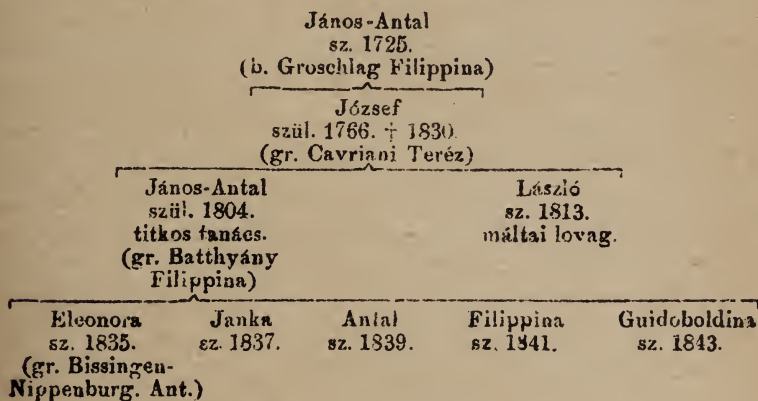 János-Antal
sz. 1725.
(b. Groschlag Filippina)
József
szül. 1766. † 1830.
(gr. Cavriani Teréz)
János-Antal László
szül. 1804. sz. 1813.
titkos tanács. máltai lovag.
(gr. Batthyány
Filippina)
Eleonora Janka Antal Filippina Guidoboldina
sz. 1835. sz. 1837. sz. 1839. sz. 1841. sz. 1843.
(gr. Bissingen-
Nippenburg. Ant.)